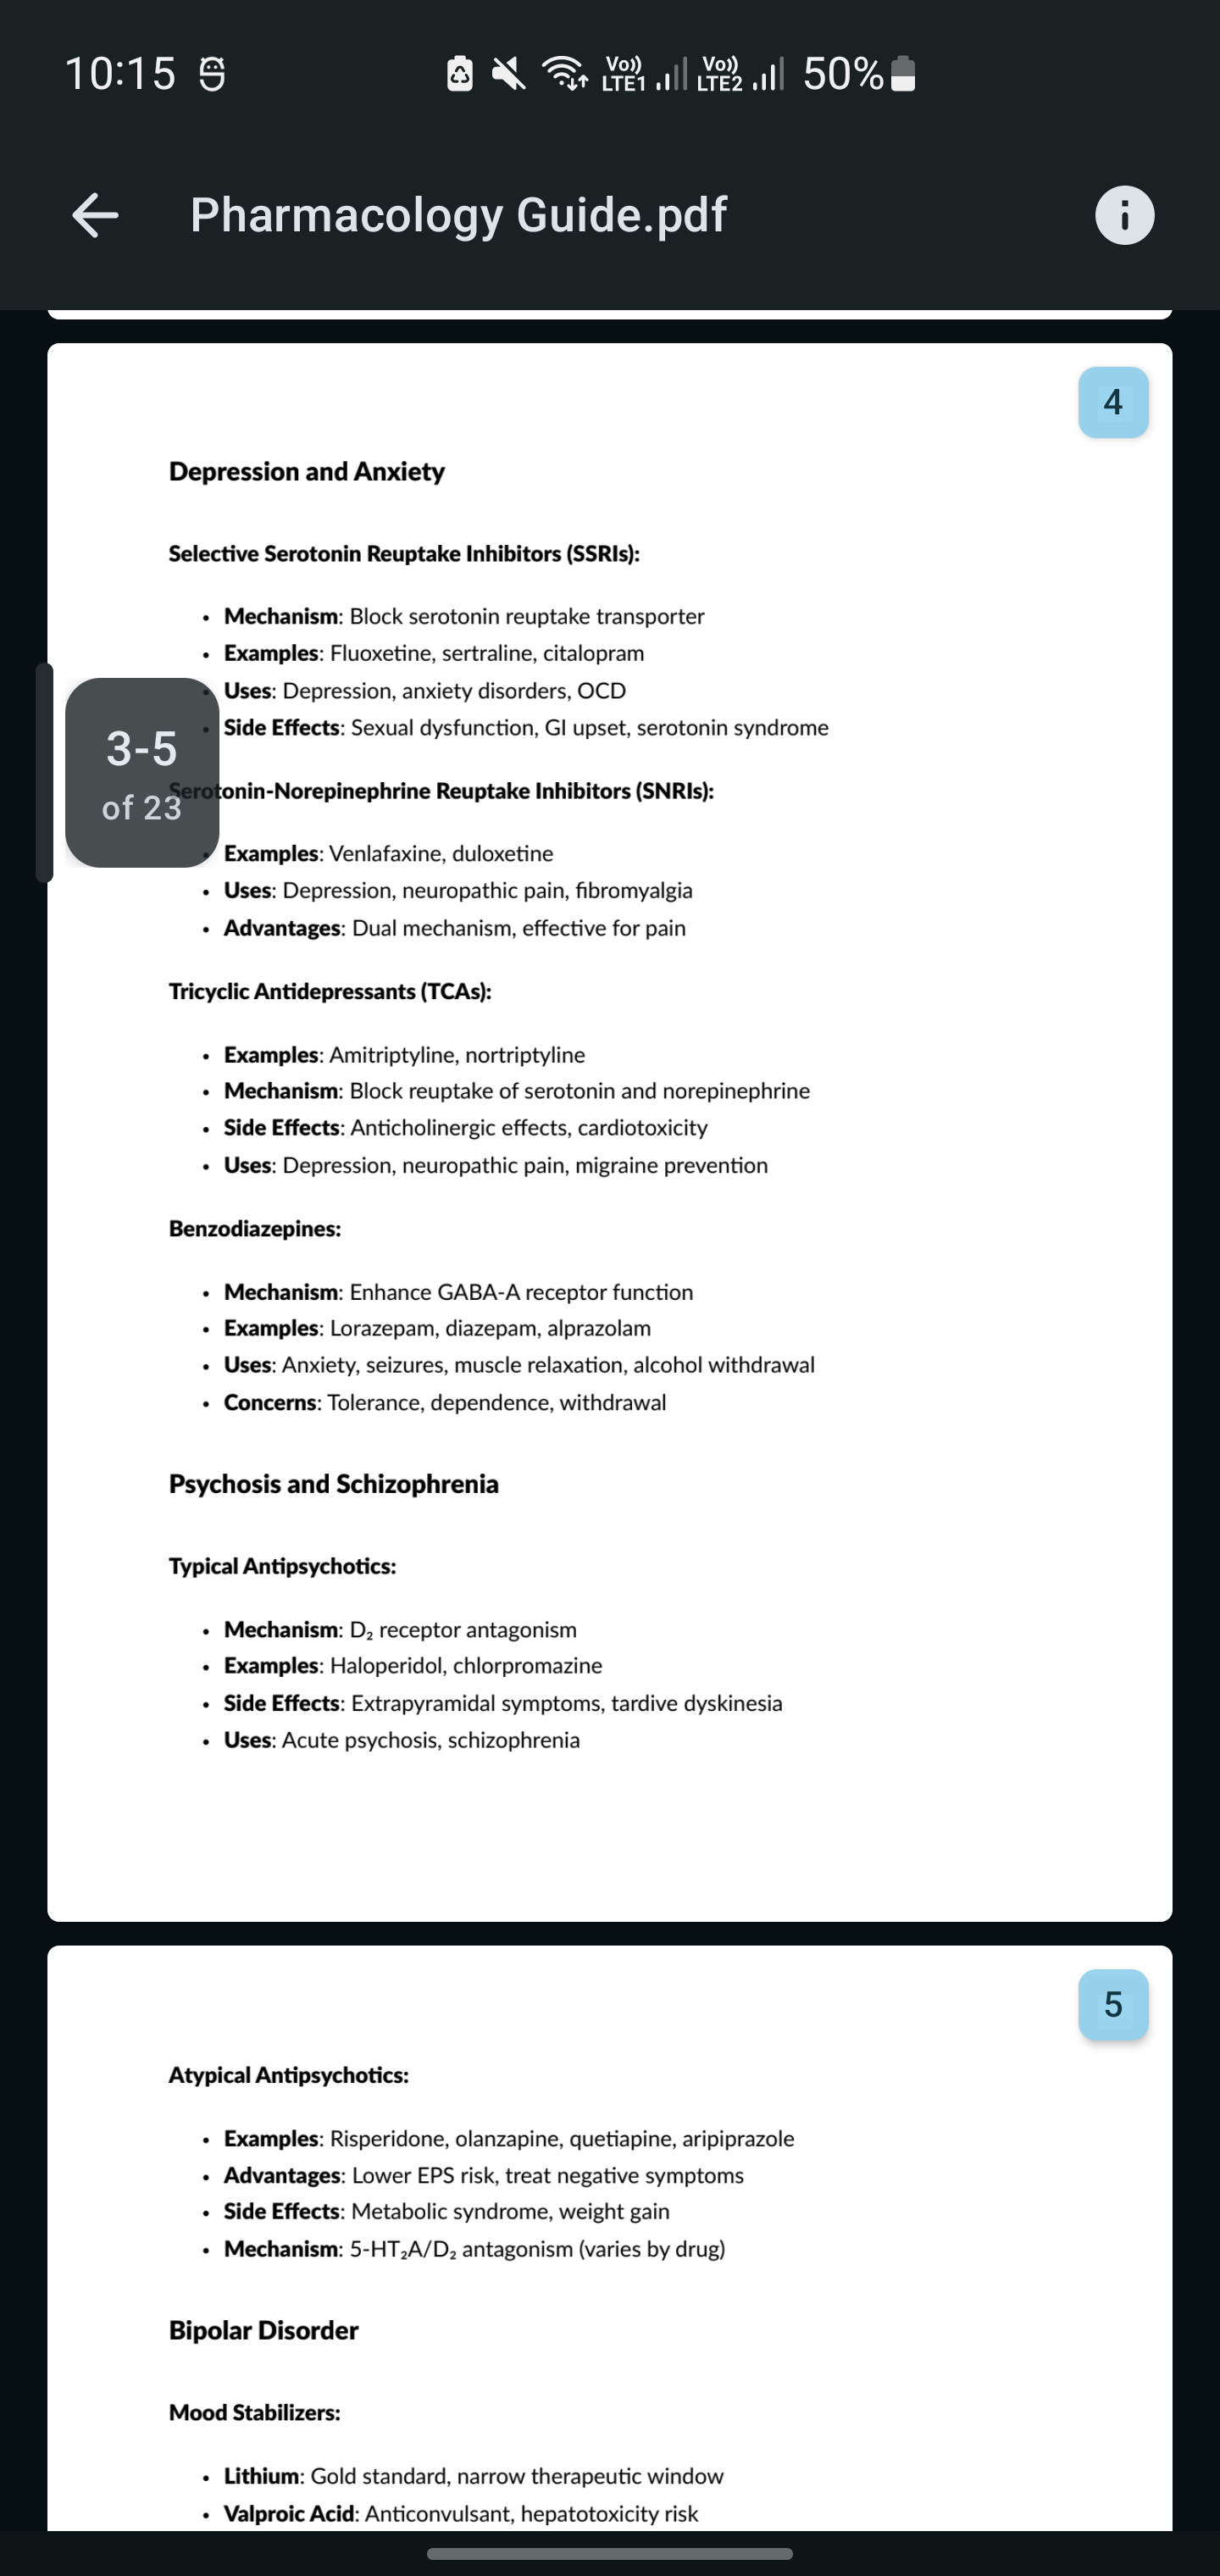 10:15
Vo)) LTE1 Vo)) LTE2 50%
Pharmacology Guide.pdf
4
Depression and Anxiety
Selective Serotonin Reuptake Inhibitors (SSRIs):
• Mechanism: Block serotonin reuptake transporter
• Examples: Fluoxetine, sertraline, citalopram
• Uses: Depression, anxiety disorders, OCD
• Side Effects: Sexual dysfunction, GI upset, serotonin syndrome
3-5
of 23
Serotonin-Norepinephrine Reuptake Inhibitors (SNRIs):
• Examples: Venlafaxine, duloxetine
• Uses: Depression, neuropathic pain, fibromyalgia
• Advantages: Dual mechanism, effective for pain
Tricyclic Antidepressants (TCAs):
• Examples: Amitriptyline, nortriptyline
• Mechanism: Block reuptake of serotonin and norepinephrine
• Side Effects: Anticholinergic effects, cardiotoxicity
• Uses: Depression, neuropathic pain, migraine prevention
Benzodiazepines:
• Mechanism: Enhance GABA-A receptor function
• Examples: Lorazepam, diazepam, alprazolam
• Uses: Anxiety, seizures, muscle relaxation, alcohol withdrawal
• Concerns: Tolerance, dependence, withdrawal
Psychosis and Schizophrenia
Typical Antipsychotics:
• Mechanism: D₂ receptor antagonism
• Examples: Haloperidol, chlorpromazine
• Side Effects: Extrapyramidal symptoms, tardive dyskinesia
• Uses: Acute psychosis, schizophrenia
5
Atypical Antipsychotics:
• Examples: Risperidone, olanzapine, quetiapine, aripiprazole
• Advantages: Lower EPS risk, treat negative symptoms
• Side Effects: Metabolic syndrome, weight gain
• Mechanism: 5-HT₂A/D₂ antagonism (varies by drug)
Bipolar Disorder
Mood Stabilizers:
• Lithium: Gold standard, narrow therapeutic window
• Valproic Acid: Anticonvulsant, hepatotoxicity risk